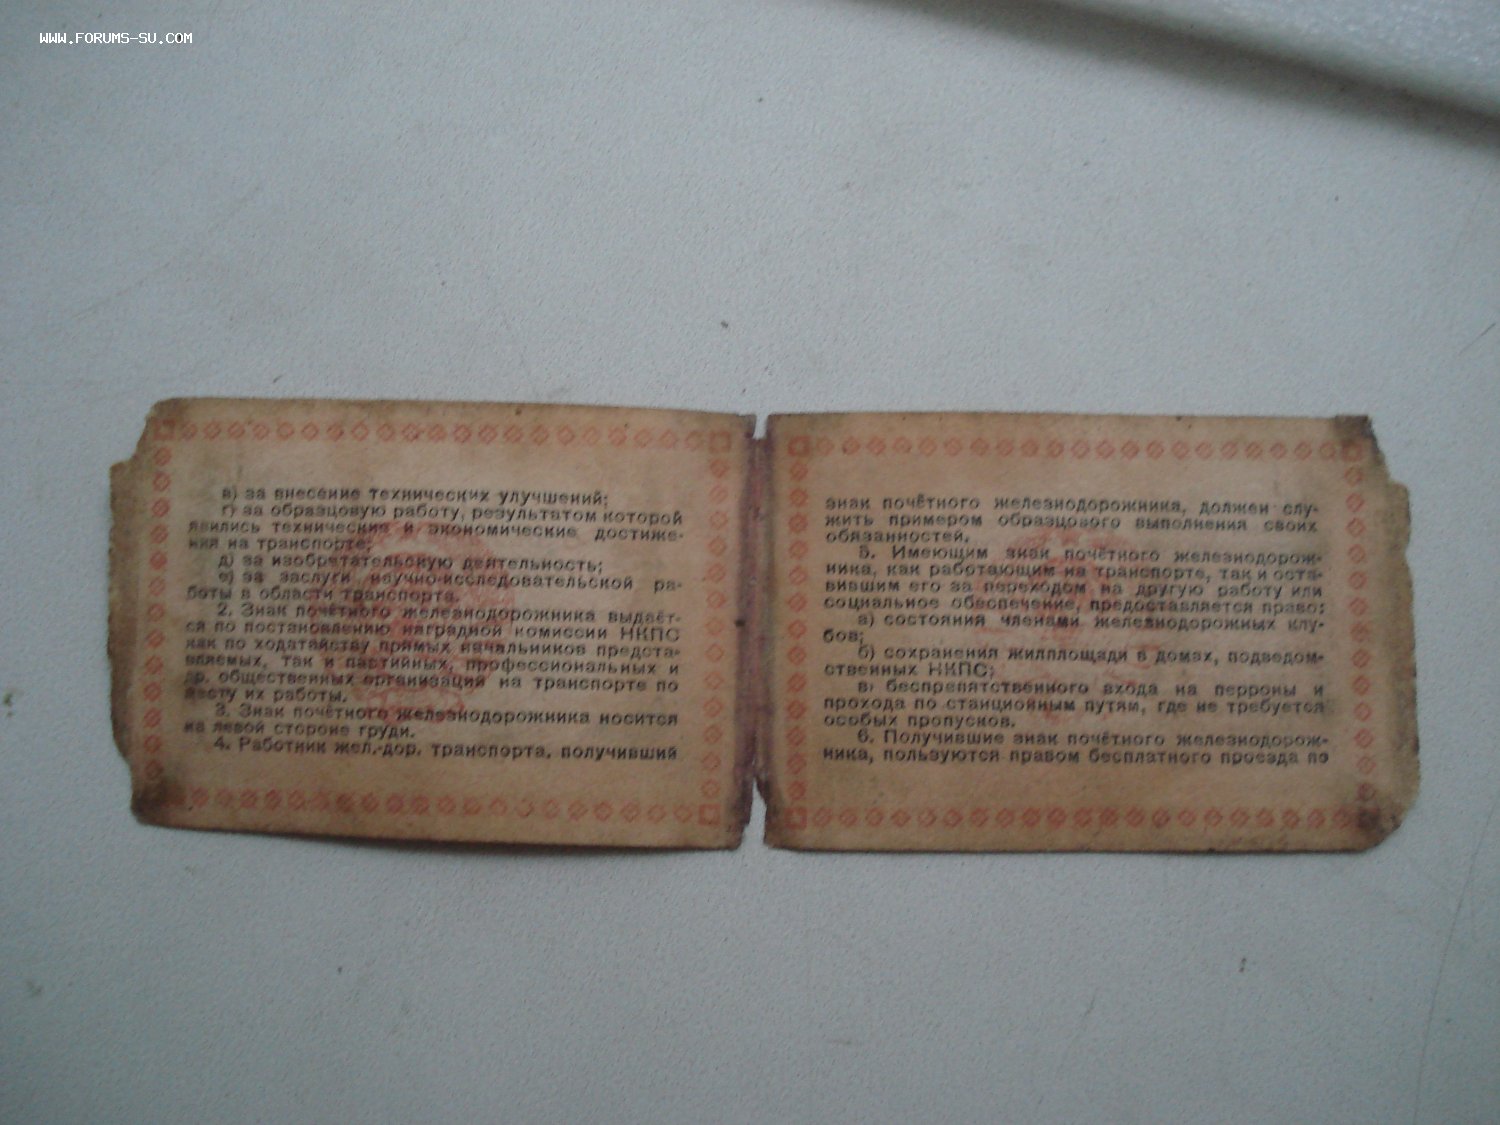 WWW.FORUMS-SU.COM
в) за внесение технических улучшений;
г) за образцовую работу, результатом которой
явились технические и экономические достиже-
ния на транспорте;
д) за изобретательскую деятельность;
е) за заслуги научно-исследовательской ра-
боты в области транспорта.
2. Знак почётного железнодорожника выдаёт-
ся по постановлению наградной комиссии НКПС
как по ходатайству прямых начальников предста-
вляемых, так и партийных, профессиональных и
др. общественных организаций на транспорте по
месту их работы.
3. Знак почётного железнодорожника носится
на левой стороне груди.
4. Работник жел.-дор. транспорта, получивший
знак почётного железнодорожника, должен слу-
жить примером образцового выполнения своих
обязанностей.
5. Имеющим знак почётного железнодорож-
ника, как работающим на транспорте, так и оста-
вившим его за переходом на другую работу или
социальное обеспечение, предоставляется право:
а) состояния членами железнодорожных клу-
бов;
б) сохранения жилплощади в домах, подведом-
ственных НКПС;
в) беспрепятственного входа на перроны и
прохода по станционным путям, где не требуется
особых пропусков.
6. Получившие знак почётного железнодорож-
ника, пользуются правом бесплатного проезда по